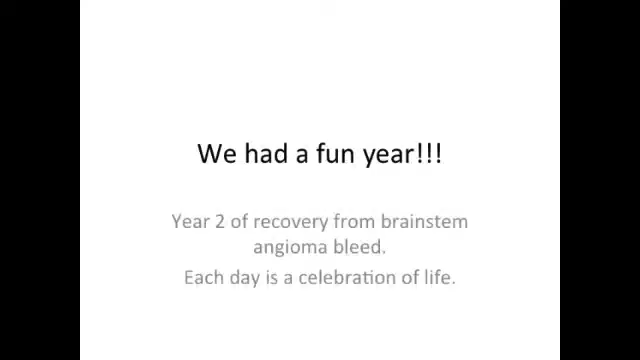 We had a fun year!!!
Year 2 of recovery from brainstem
angioma bleed.
Each day is a celebration of life.